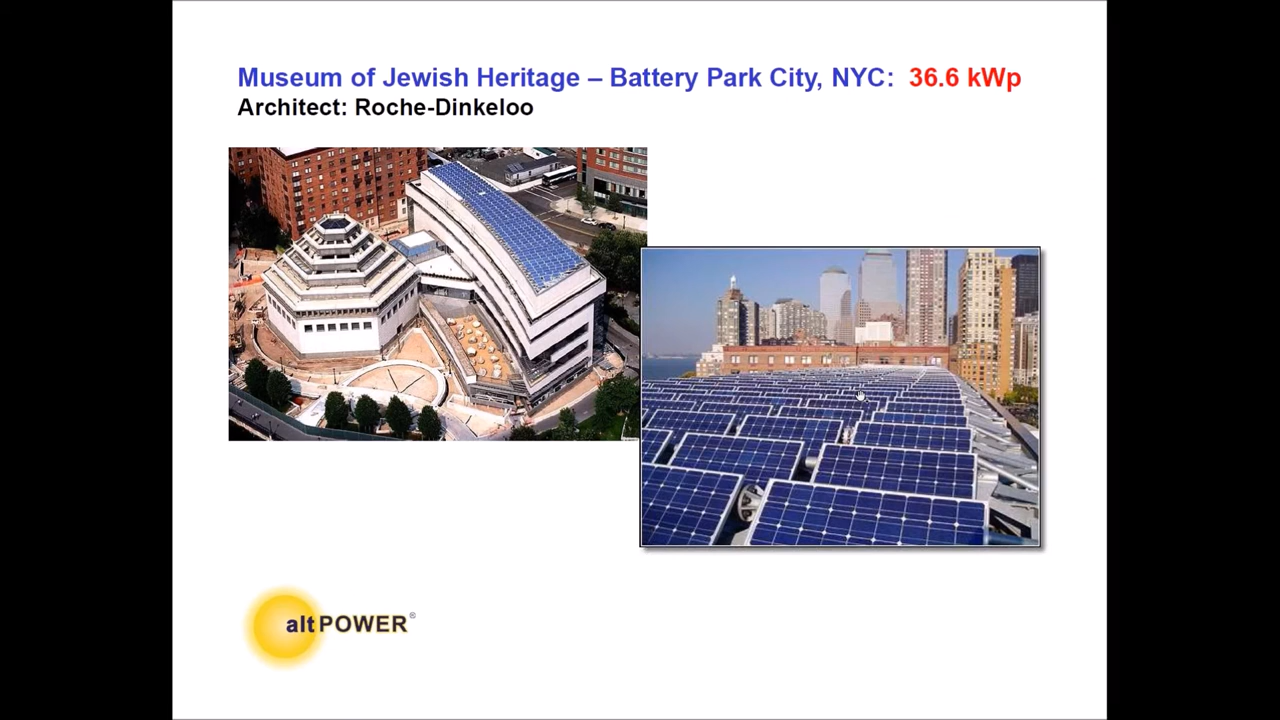 Museum of Jewish Heritage – Battery Park City, NYC: 36.6 kWp
Architect: Roche-Dinkeloo
altPOWER®